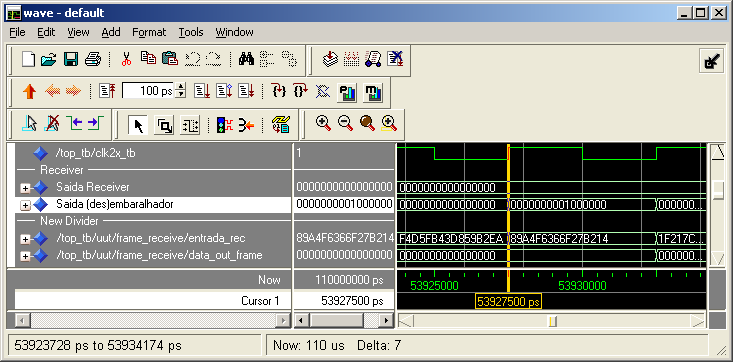 wave - default
File Edit View Add Format Tools Window
100 ps
/top_tb/clk2x_tb 1
Receiver
Saida Receiver 0000000000000000 0000000000000000
Saida (des)embaralhador 0000000001000000 0000000000000000 0000000001000000 000000...
New Divider
/top_tb/uut/frame_receive/entrada_rec 89A4F6366F27B214 F4D5FB43D859B2EA 89A4F6366F27B214 1F217C...
/top_tb/uut/frame_receive/data_out_frame 0000000000000000 0000000000000000 000000...
Now 110000000 ps 53925000 53930000
Cursor 1 53927500 ps 53927500 ps
53923728 ps to 53934174 ps Now: 110 us Delta: 7